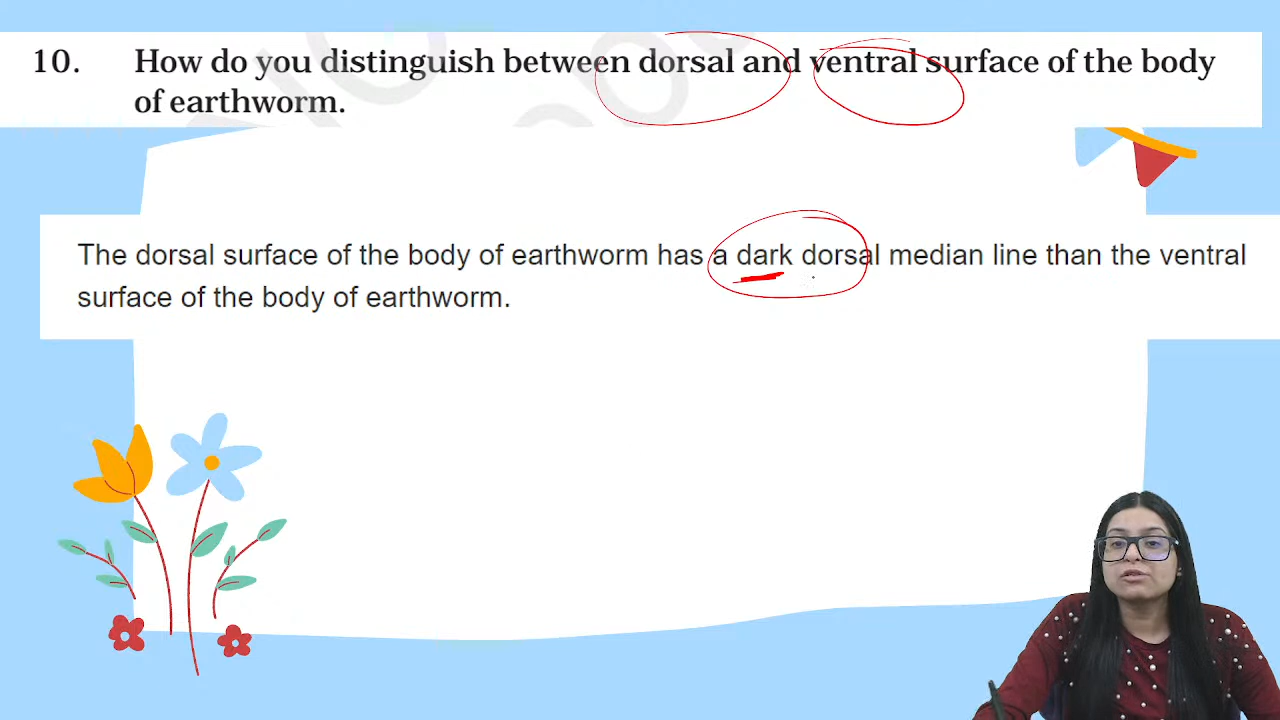 10. How do you distinguish between dorsal and ventral surface of the body
of earthworm.
The dorsal surface of the body of earthworm has a dark dorsal median line than the ventral
surface of the body of earthworm.